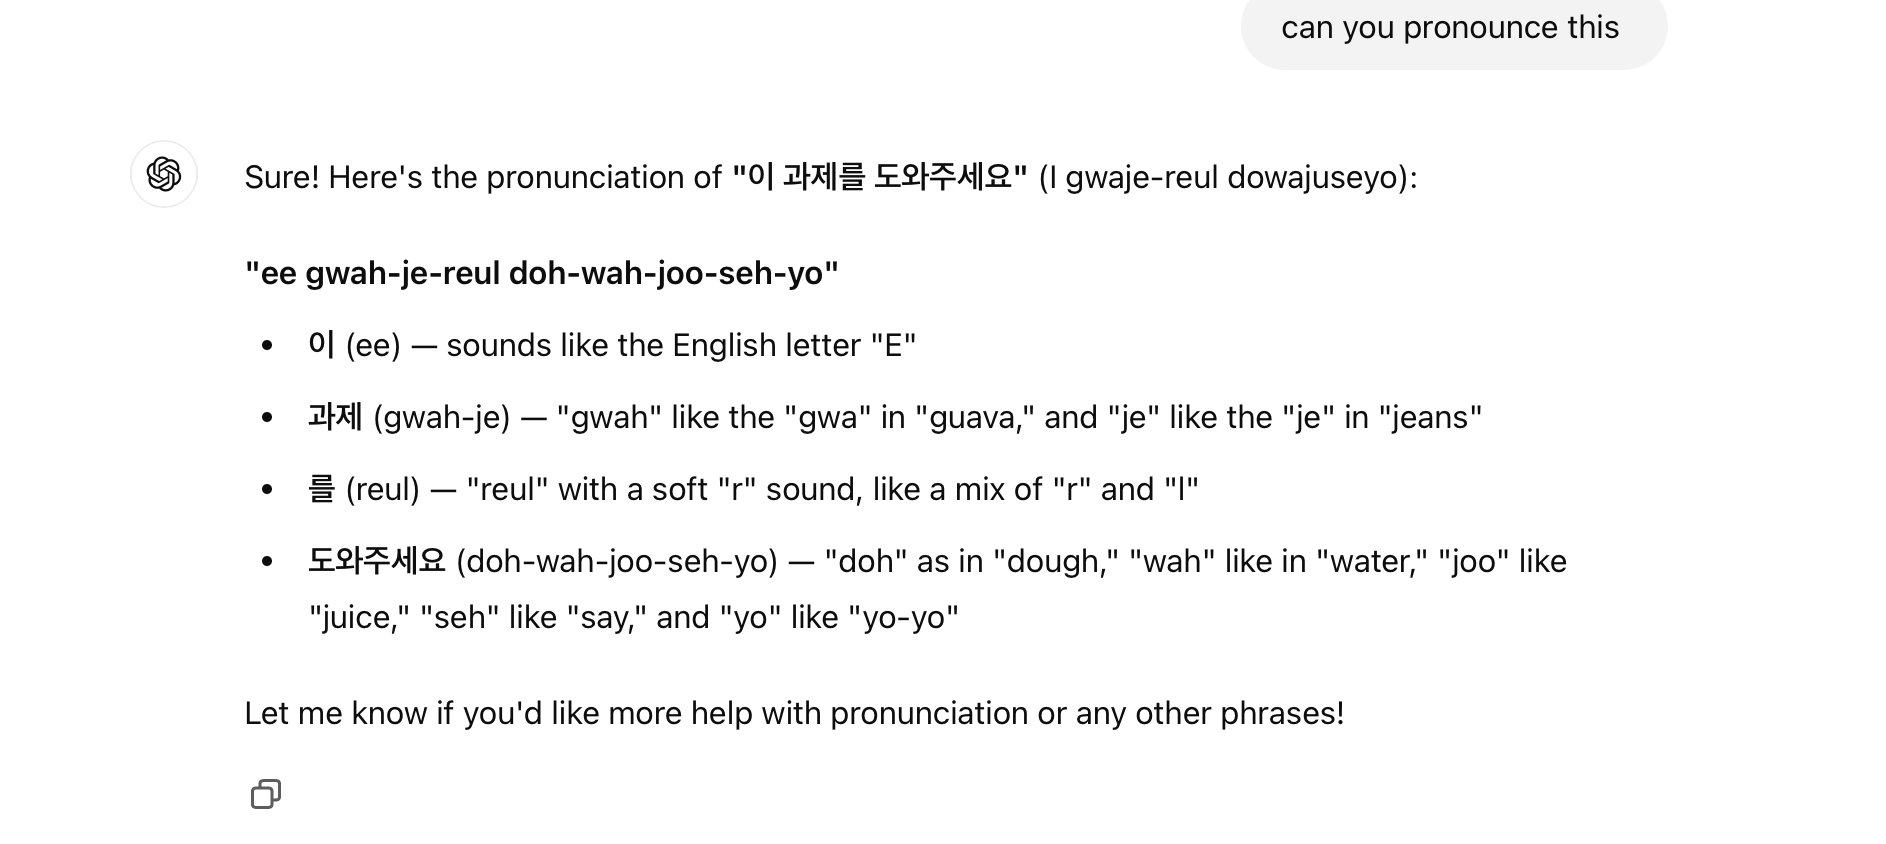 can you pronounce this
Sure! Here's the pronunciation of "이 과제를 도와주세요" (I gwaje-reul dowajuseyo):
"ee gwah-je-reul doh-wah-joo-seh-yo"
• 이 (ee) — sounds like the English letter "E"
• 과제 (gwah-je) — "gwah" like the "gwa" in "guava," and "je" like the "je" in "jeans"
• 를 (reul) — "reul" with a soft "r" sound, like a mix of "r" and "l"
• 도와주세요 (doh-wah-joo-seh-yo) — "doh" as in "dough," "wah" like in "water," "joo" like
"juice," "seh" like "say," and "yo" like "yo-yo"
Let me know if you'd like more help with pronunciation or any other phrases!